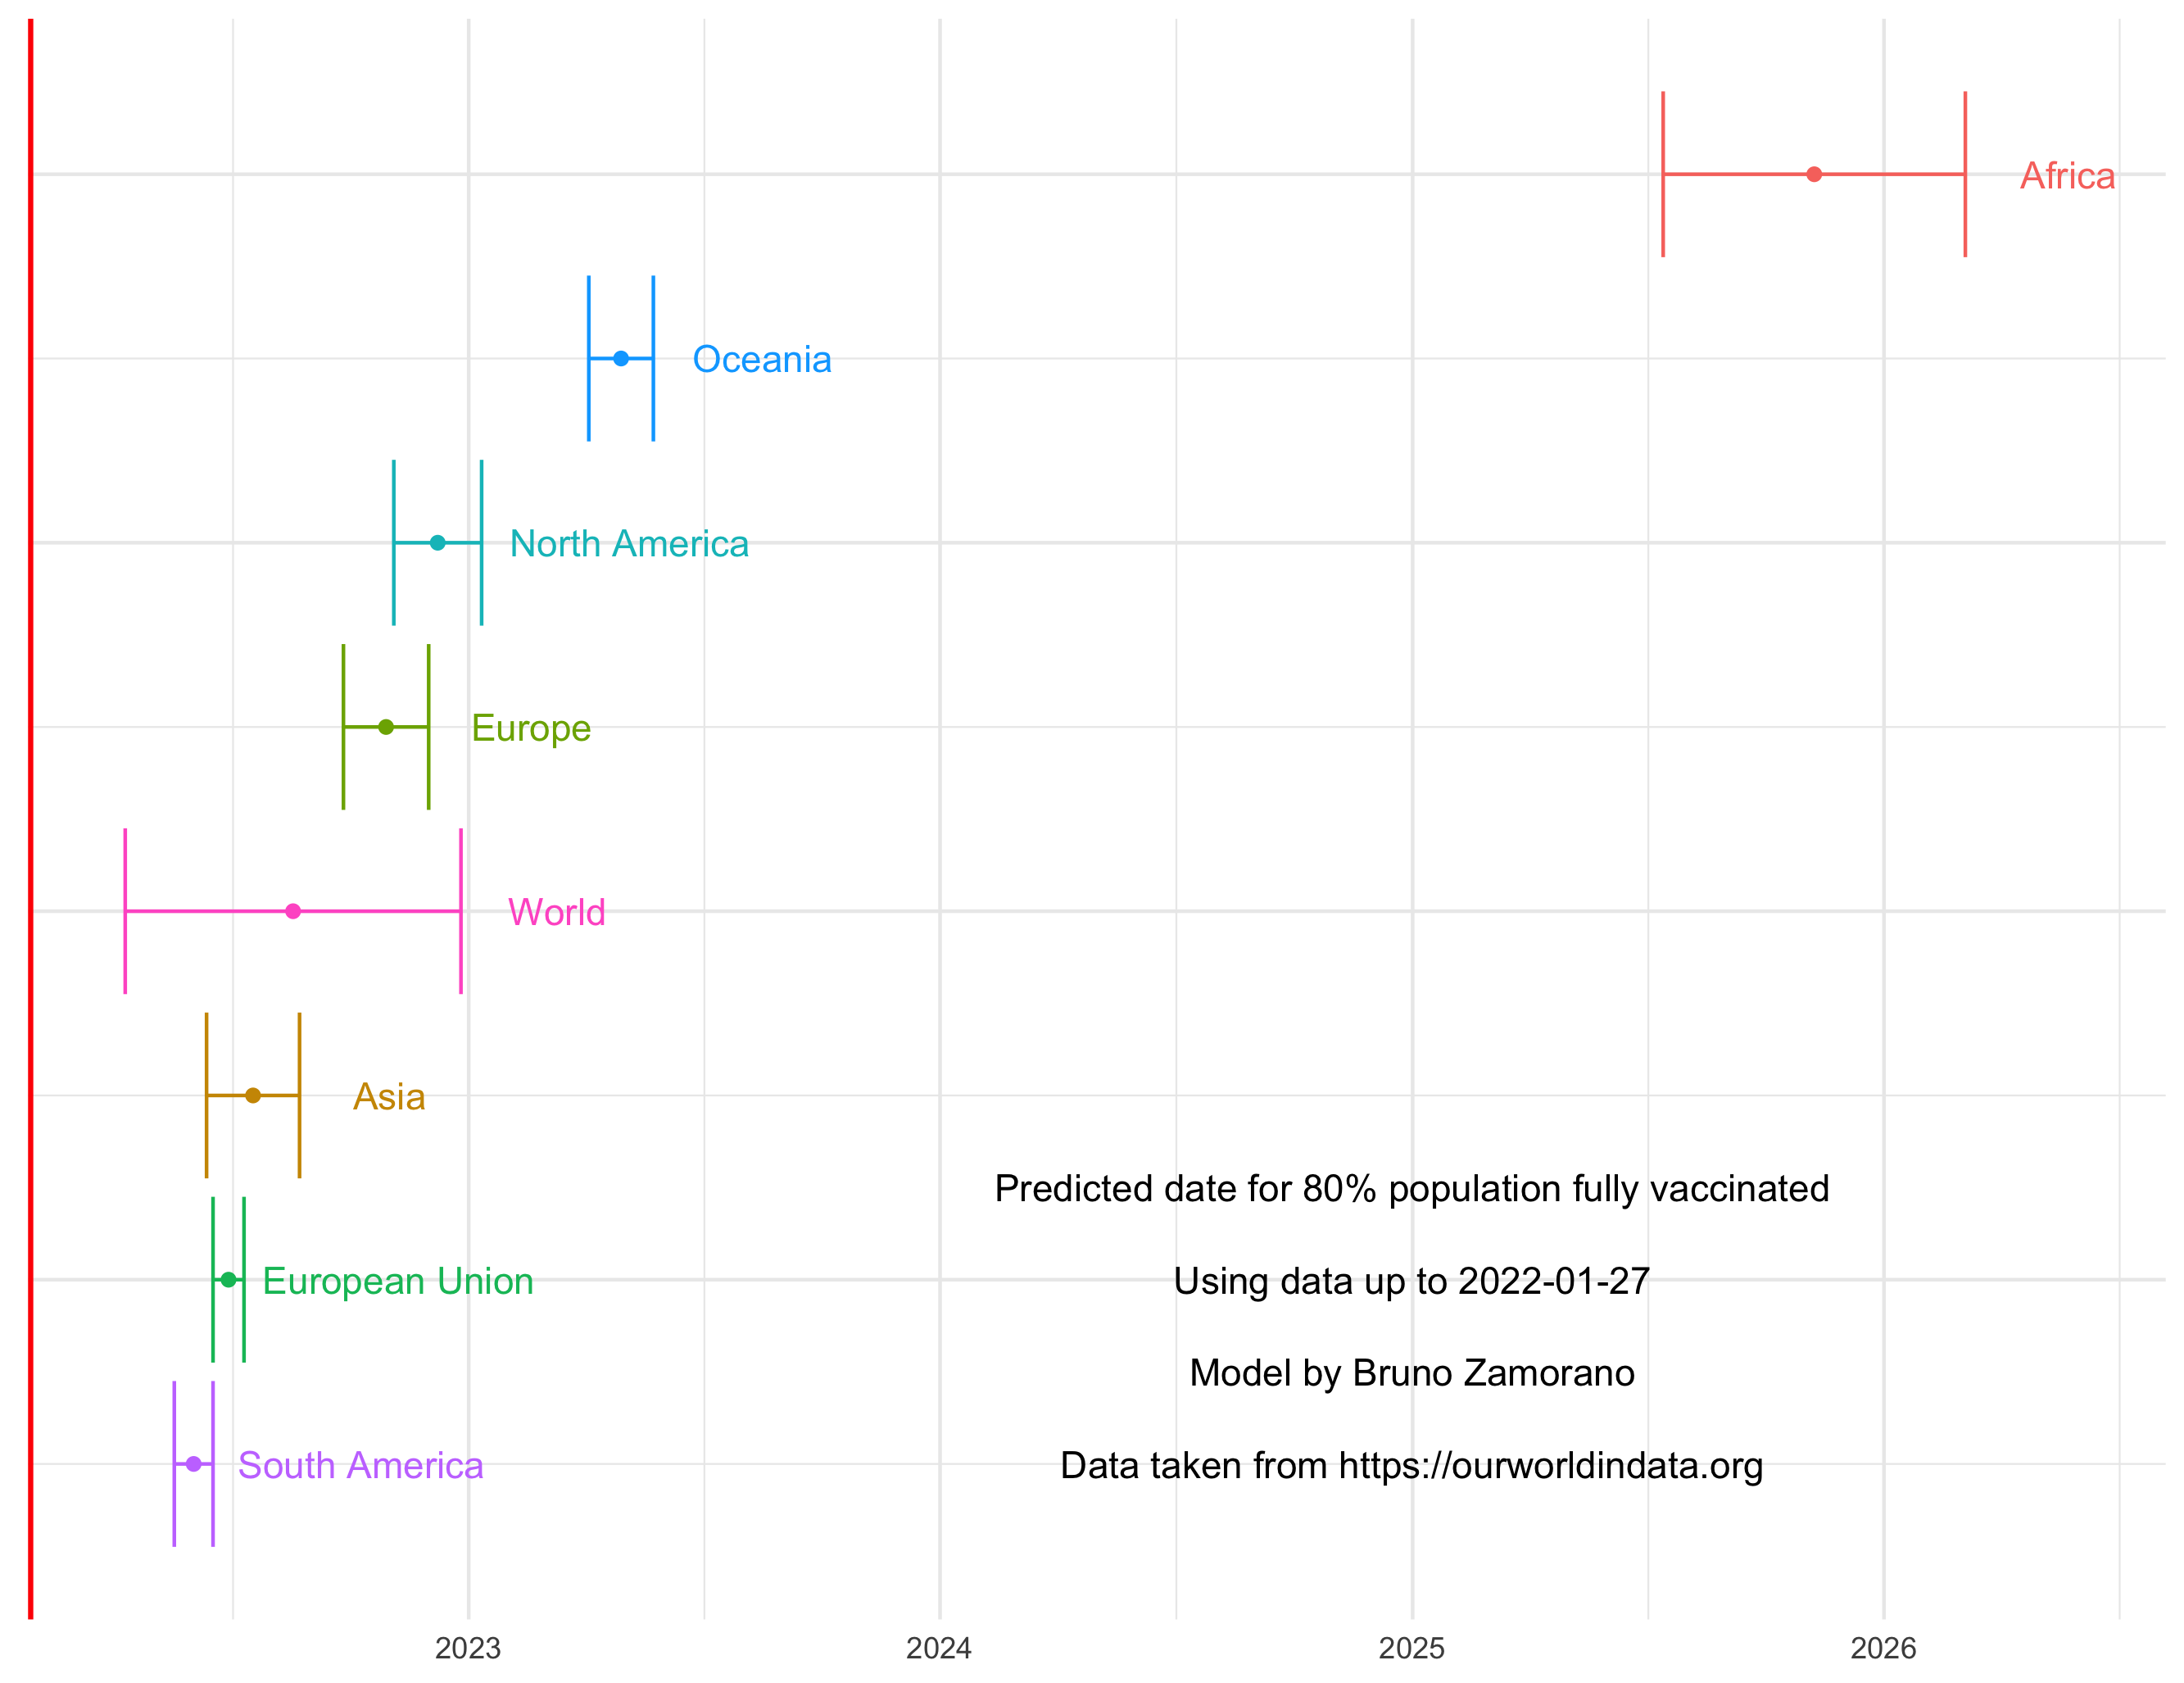 Africa
Oceania
North America
Europe
World
Asia
Predicted date for 80% population fully vaccinated
European Union
Using data up to 2022-01-27
Model by Bruno Zamorano
South America
Data taken from https://ourworldindata.org
2023
2024
2025
2026